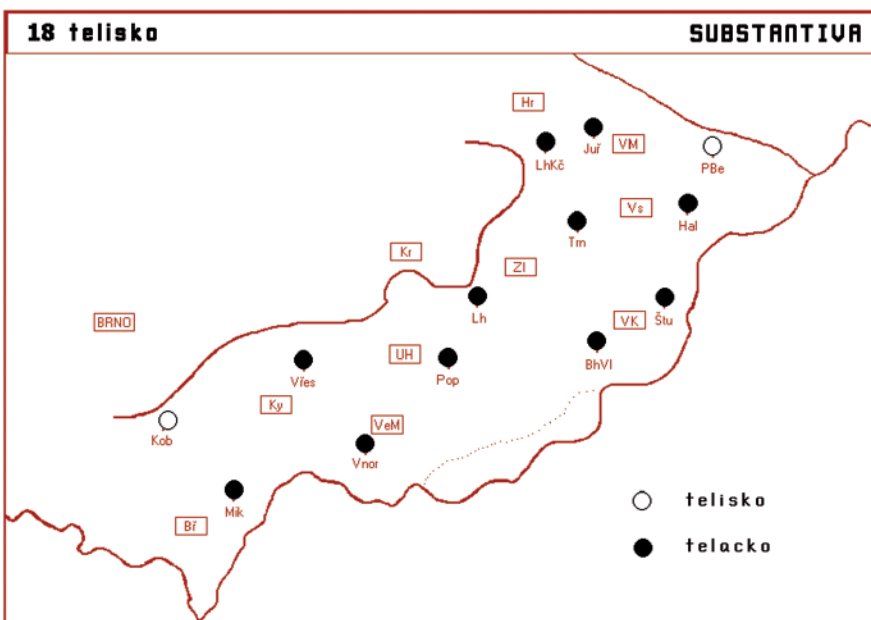 18 telisko SUBSTANTIVA
Hr
LhKč Juř VM PBe
Vs
Trn Hal
Kr
Zl
Lh Štu
BRNO
VK
UH BhVl
Vřes Pop
Ky
Kob VeM
Vnor
Mik
Bř
telisko
telacko